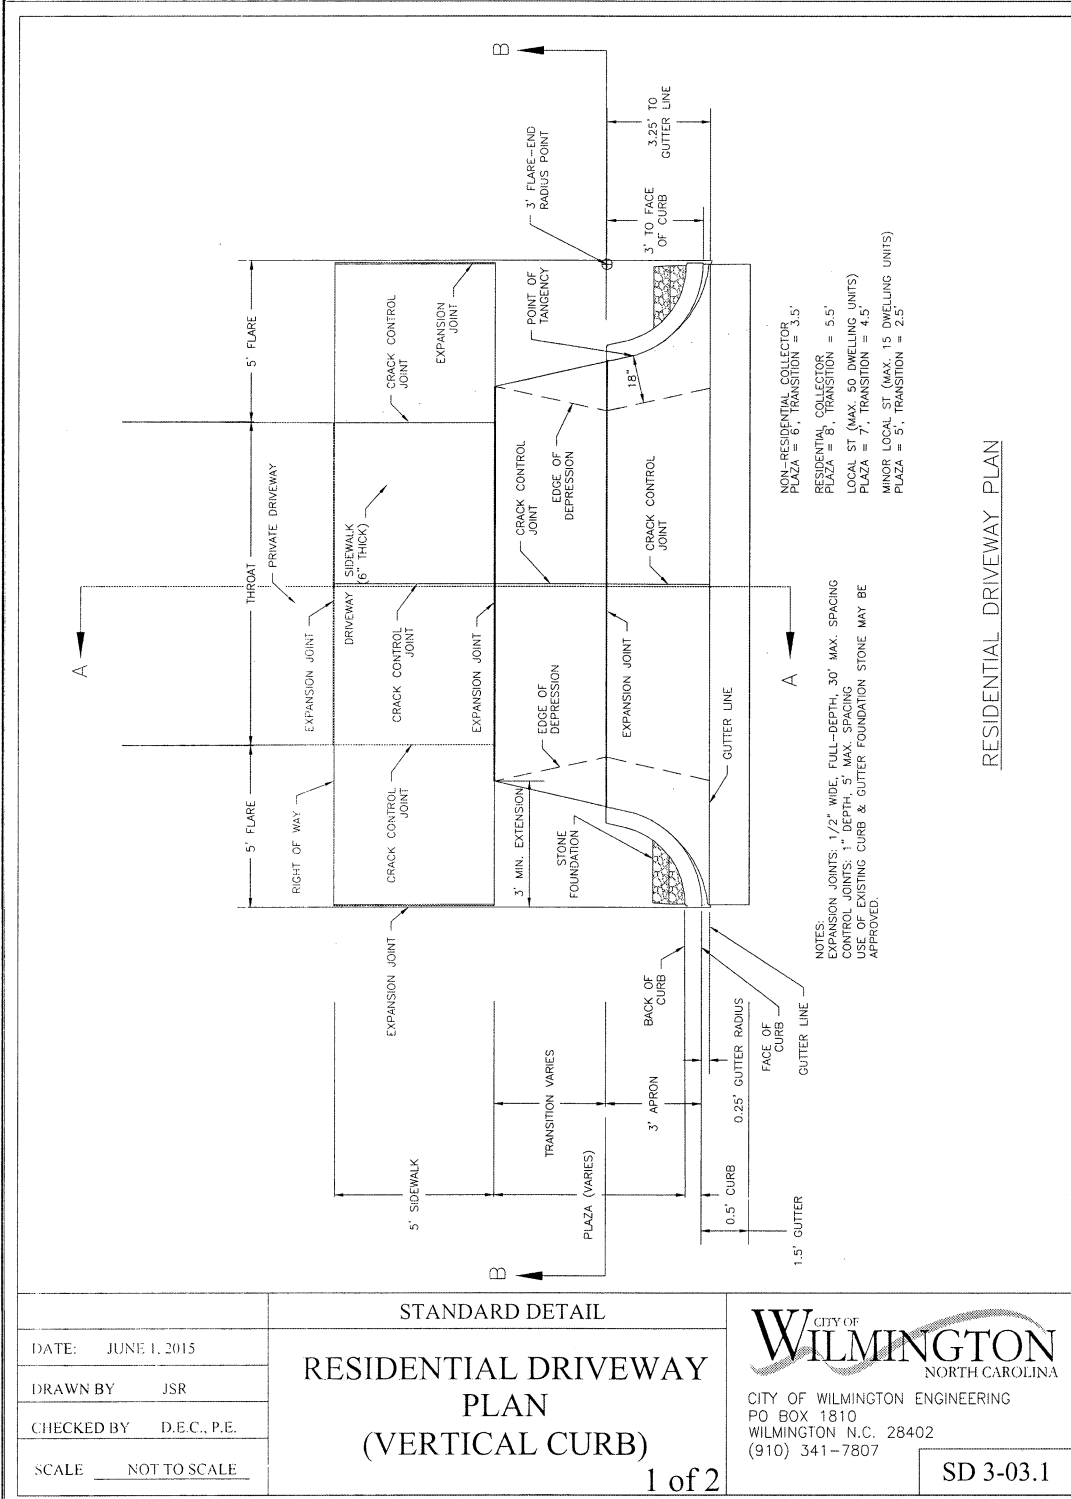 B
3' FLARE-END
RADIUS POINT
3.25' TO
GUTTER LINE
3' TO FACE
OF CURB
POINT OF
TANGENCY
18"
5' FLARE
CRACK CONTROL
JOINT
EXPANSION
JOINT
THROAT
PRIVATE DRIVEWAY
DRIVEWAY SIDEWALK
(6" THICK)
CRACK CONTROL
JOINT
EDGE OF
DEPRESSION
CRACK CONTROL
JOINT
A
A
EXPANSION JOINT
CRACK CONTROL
JOINT
EXPANSION JOINT
EDGE OF
DEPRESSION
EXPANSION JOINT
GUTTER LINE
5' FLARE
RIGHT OF WAY
CRACK CONTROL
JOINT
3' MIN. EXTENSION
STONE
FOUNDATION
EXPANSION JOINT
BACK OF
CURB
FACE OF
CURB
GUTTER LINE
0.25' GUTTER RADIUS
TRANSITION VARIES
3' APRON
5' SIDEWALK
PLAZA (VARIES)
0.5' CURB
1.5' GUTTER
B
NON-RESIDENTIAL COLLECTOR
PLAZA = 6', TRANSITION = 3.5'
RESIDENTIAL COLLECTOR
PLAZA = 8', TRANSITION = 5.5'
LOCAL ST (MAX. 50 DWELLING UNITS)
PLAZA = 7', TRANSITION = 4.5'
MINOR LOCAL ST (MAX. 15 DWELLING UNITS)
PLAZA = 5', TRANSITION = 2.5'
NOTES:
EXPANSION JOINTS: 1/2" WIDE, FULL-DEPTH, 30' MAX. SPACING
CONTROL JOINTS: 1" DEPTH, 5' MAX. SPACING
USE OF EXISTING CURB & GUTTER FOUNDATION STONE MAY BE
APPROVED.
RESIDENTIAL DRIVEWAY PLAN
DATE: JUNE 1, 2015
DRAWN BY JSR
CHECKED BY D.E.C., P.E.
SCALE NOT TO SCALE
STANDARD DETAIL
RESIDENTIAL DRIVEWAY
PLAN
(VERTICAL CURB)
1 of 2
CITY OF
WILMINGTON
NORTH CAROLINA
CITY OF WILMINGTON ENGINEERING
PO BOX 1810
WILMINGTON N.C. 28402
(910) 341-7807
SD 3-03.1